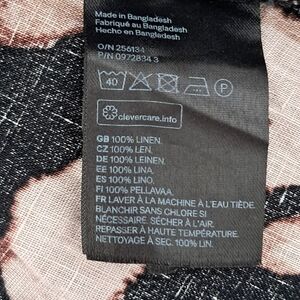 Made in Bangladesh
Fabriqué au Bangladesh
Hecho en Bangladesh
O/N 256134
P/N 0972834 3
40 P
clevercare.info
GB 100% LINEN.
CZ 100% LEN.
DE 100% LEINEN.
EE 100% LINA.
ES 100% LINO.
FI 100% PELLAVAA.
FR LAVER À LA MACHINE À L'EAU TIÈDE.
BLANCHIR SANS CHLORE SI
NÉCESSAIRE. SÉCHER À L'AIR.
REPASSER À HAUTE TEMPÉRATURE.
NETTOYAGE À SEC. 100% LIN.